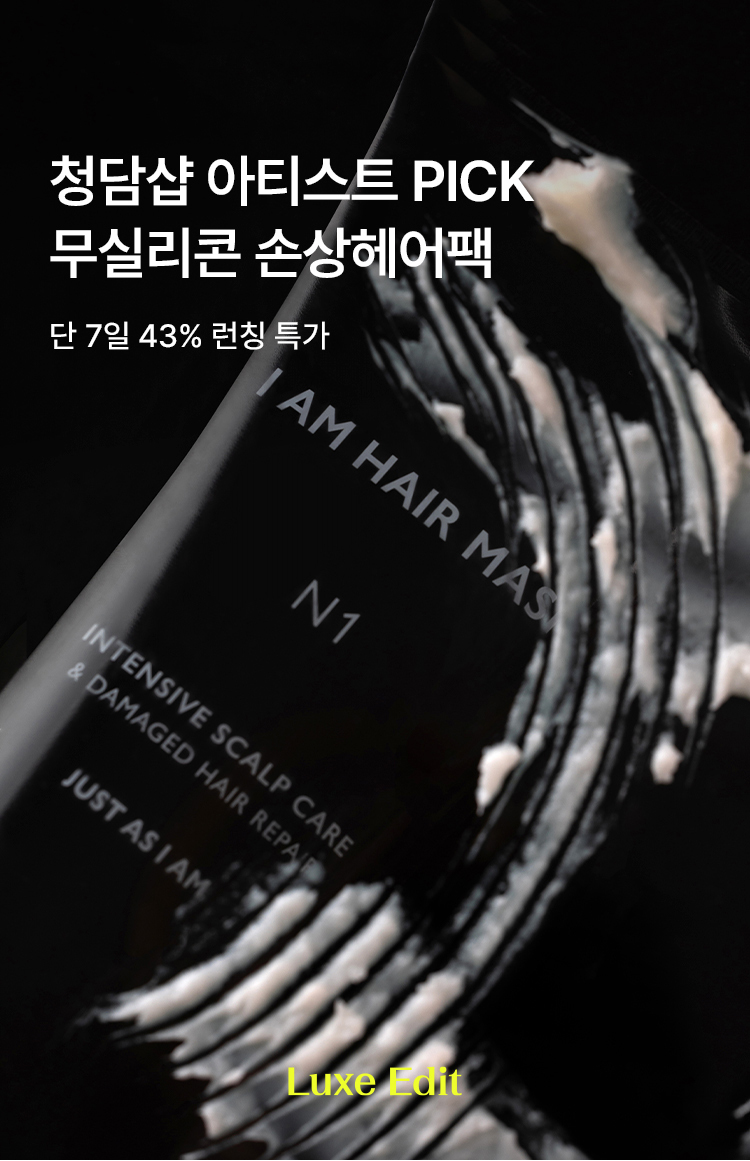 청담샵 아티스트 PICK
무실리콘 손상헤어팩
단 7일 43% 런칭 특가
I AM HAIR MASK
N1
INTENSIVE SCALP CARE
& DAMAGED HAIR REPAIR
JUST AS I AM
Luxe Edit